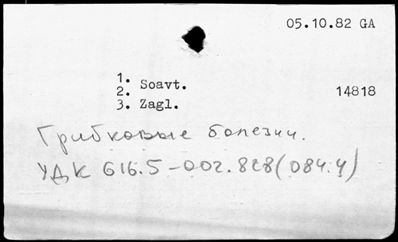 05.10.82 GA
1.
2. Soavt.
3. Zagl.
14818
Грибковые болезни.
УДК 616.5-002.828(084.4)